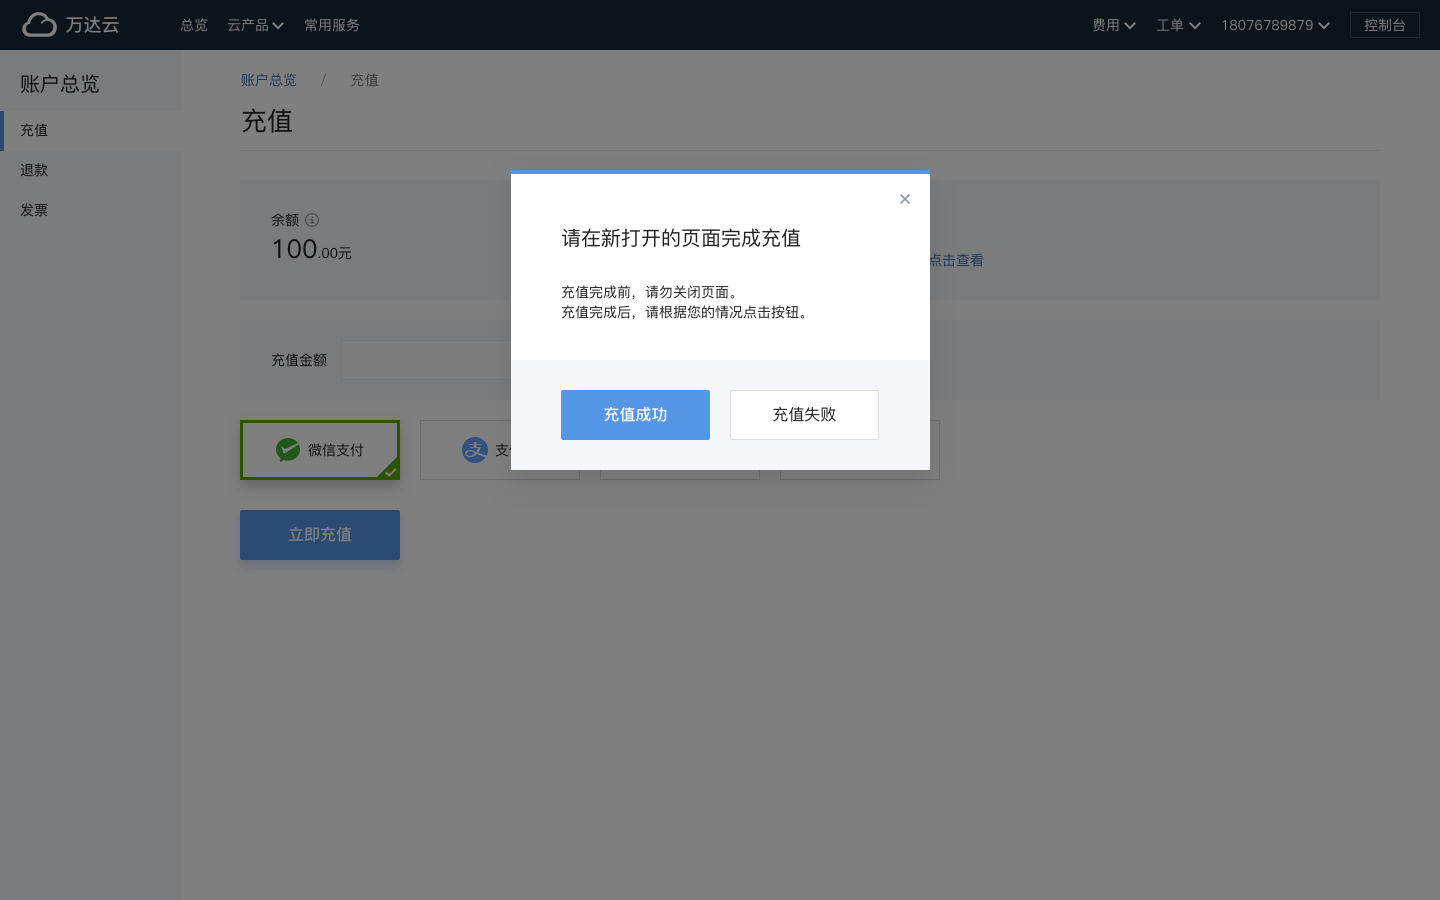 万达云 总览 云产品 常用服务 费用 工单 18076789879 控制台
账户总览
充值
退款
发票
账户总览 / 充值
充值
余额
100.00元
点击查看
请在新打开的页面完成充值
充值完成前，请勿关闭页面。
充值完成后，请根据您的情况点击按钮。
充值成功 充值失败
充值金额
微信支付 支
立即充值